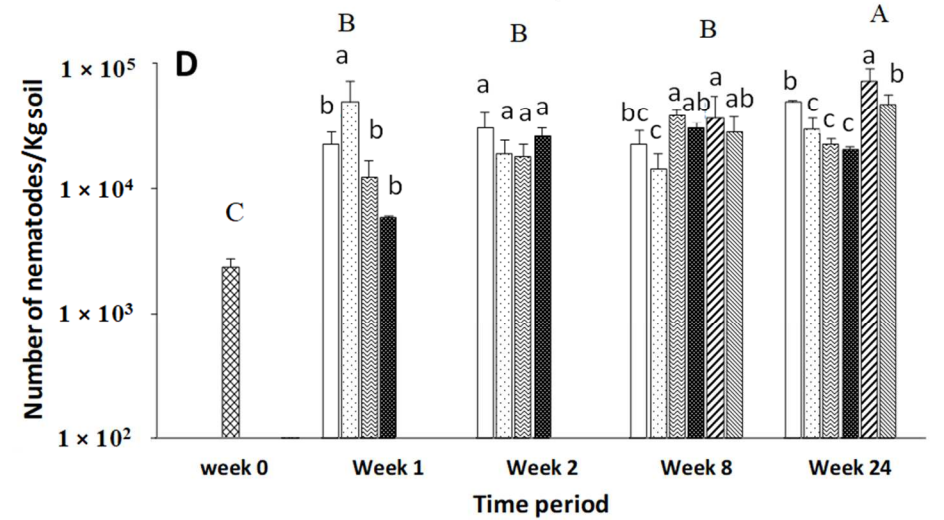 A
B
B
B
D
1 × 10⁵
a
a
b
b
a
a
b
a
a
a
bc
c
a
ab
ab
c
c
c
b
b
1 × 10⁴
C
1 × 10³
1 × 10²
Number of nematodes/Kg soil
week 0
Week 1
Week 2
Week 8
Week 24
Time period